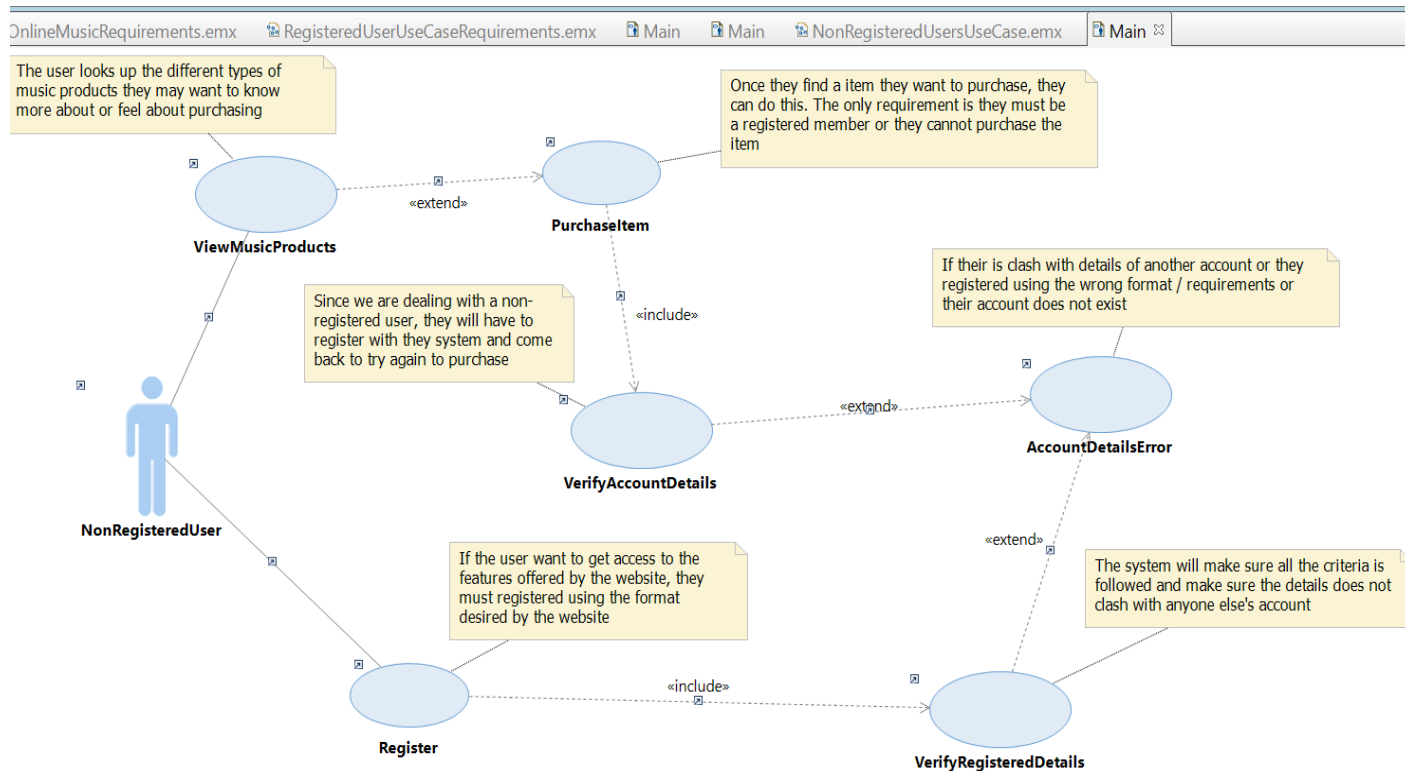 OnlineMusicRequirements.emx RegisteredUserUseCaseRequirements.emx Main Main NonRegisteredUsersUseCase.emx Main
The user looks up the different types of
music products they may want to know
more about or feel about purchasing
Once they find a item they want to purchase, they
can do this. The only requirement is they must be
a registered member or they cannot purchase the
item
«extend»
ViewMusicProducts
PurchaseItem
If their is clash with details of another account or they
registered using the wrong format / requirements or
their account does not exist
Since we are dealing with a non-
registered user, they will have to
register with they system and come
back to try again to purchase
«include»
«extend»
AccountDetailsError
VerifyAccountDetails
NonRegisteredUser
«extend»
If the user want to get access to the
features offered by the website, they
must registered using the format
desired by the website
The system will make sure all the criteria is
followed and make sure the details does not
clash with anyone else's account
«include»
Register
VerifyRegisteredDetails